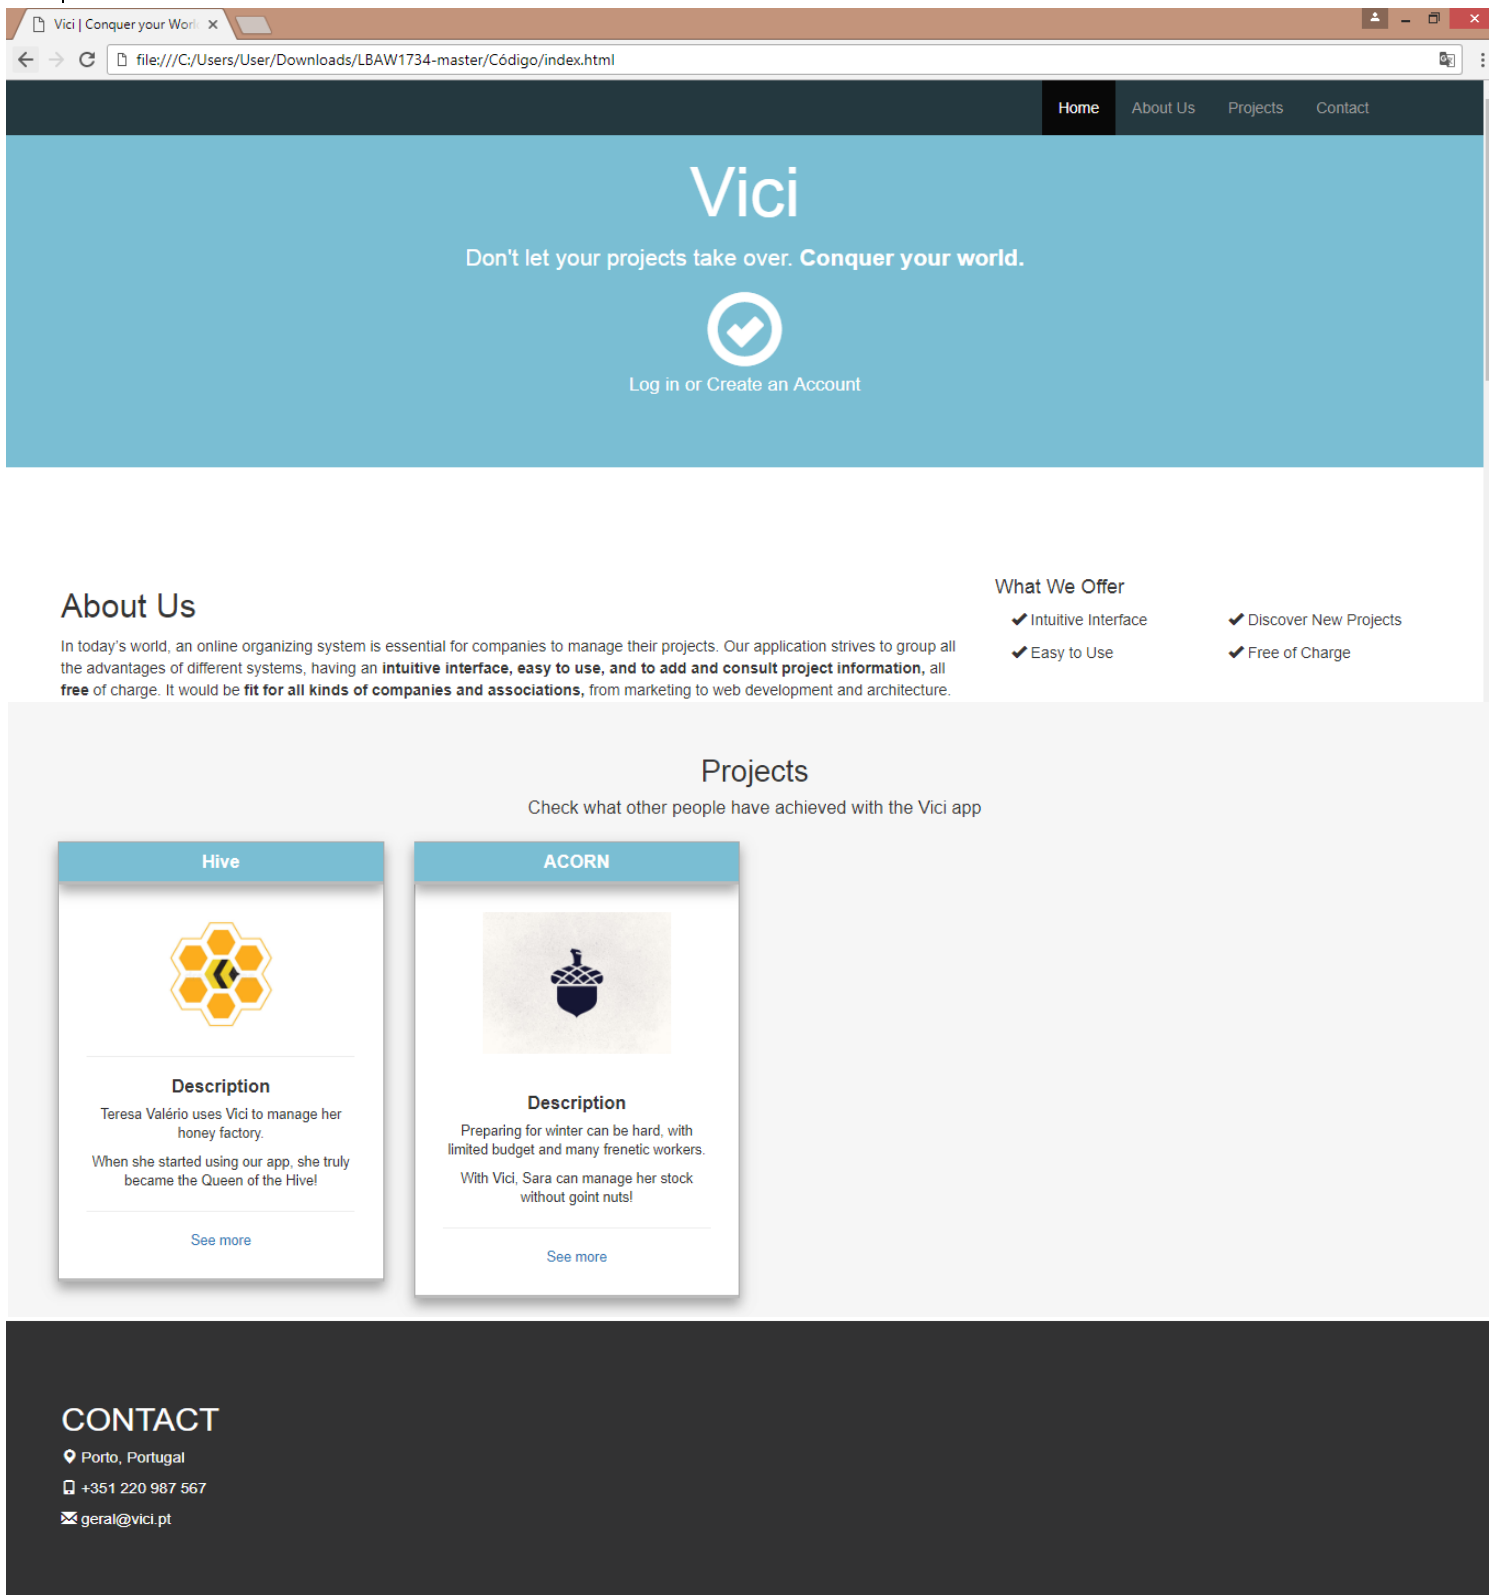 Vici | Conquer your Worl
file:///C:/Users/User/Downloads/LBAW1734-master/Código/index.html
Home About Us Projects Contact
Vici
Don't let your projects take over. Conquer your world.
Log in or Create an Account
About Us
In today's world, an online organizing system is essential for companies to manage their projects. Our application strives to group all
the advantages of different systems, having an intuitive interface, easy to use, and to add and consult project information, all
free of charge. It would be fit for all kinds of companies and associations, from marketing to web development and architecture.
What We Offer
Intuitive Interface
Discover New Projects
Easy to Use
Free of Charge
Projects
Check what other people have achieved with the Vici app
Hive
Description
Teresa Valério uses Vici to manage her
honey factory.
When she started using our app, she truly
became the Queen of the Hive!
See more
ACORN
Description
Preparing for winter can be hard, with
limited budget and many frenetic workers.
With Vici, Sara can manage her stock
without goint nuts!
See more
CONTACT
Porto, Portugal
+351 220 987 567
geral@vici.pt